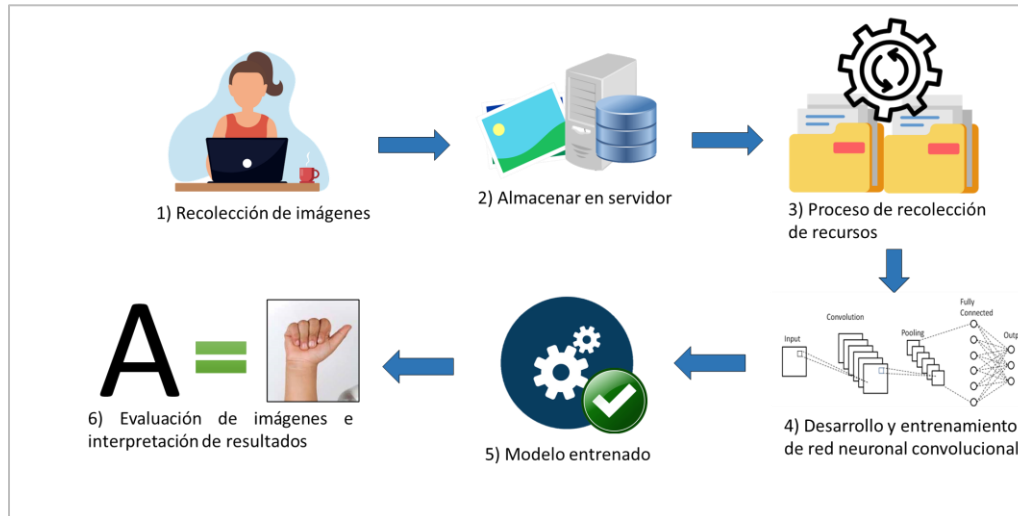 1) Recolección de imágenes
2) Almacenar en servidor
3) Proceso de recolección
de recursos
Input
Convolution
Pooling
Fully
Connected
Outp
4) Desarrollo y entrenamiento
de red neuronal convolucional
5) Modelo entrenado
A
6) Evaluación de imágenes e
interpretación de resultados